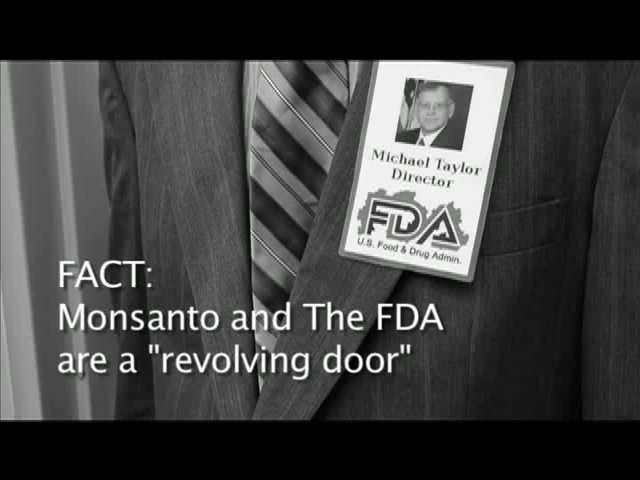 Michael Taylor
Director
FDA
U.S. Food & Drug Admin.
FACT:
Monsanto and The FDA
are a "revolving door"